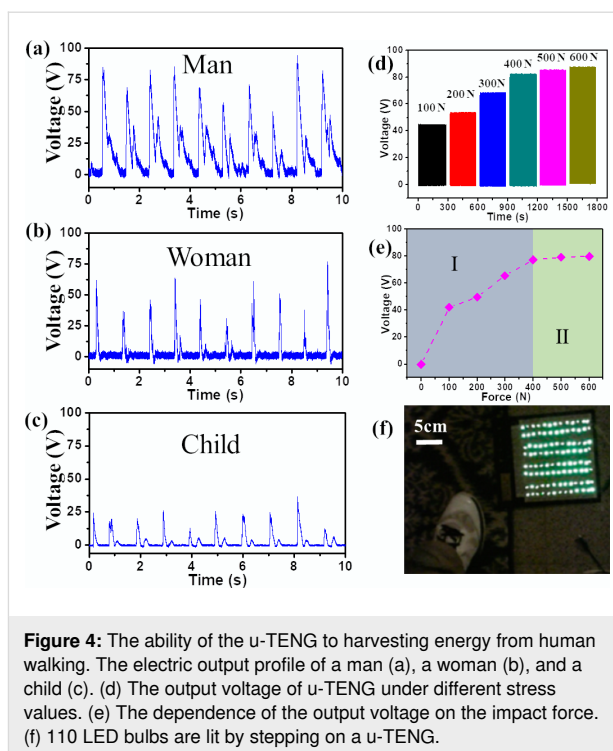 (a)
Man
Voltage (V)
100
75
50
25
0
0 2 4 6 8 10
Time (s)
(b)
Woman
Voltage (V)
100
75
50
25
0
0 2 4 6 8 10
Time (s)
(c)
Child
Voltage (V)
100
75
50
25
0
0 2 4 6 8 10
Time (s)
(d)
Voltage (V)
100
80
60
40
20
0
100 N
200 N
300N
400 N
500 N
600 N
0 300 600 900 1200 1500 1800
Time (s)
(e)
Voltage (V)
100
80
60
40
20
0
I
II
0 100 200 300 400 500 600
Force (N)
(f)
5cm
Figure 4: The ability of the u-TENG to harvesting energy from human
walking. The electric output profile of a man (a), a woman (b), and a
child (c). (d) The output voltage of u-TENG under different stress
values. (e) The dependence of the output voltage on the impact force.
(f) 110 LED bulbs are lit by stepping on a u-TENG.